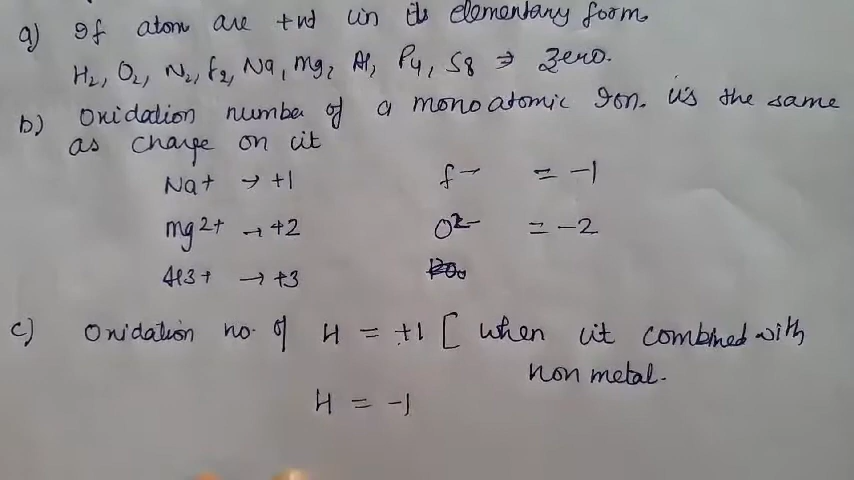 a) If atom are +nt in its elementary form.
H2, O2, N2, F2, Na, Mg, Al, P4, S8 ⇒ Zero.
b) Oxidation number of a monoatomic Ion. is the same
as charge on it
Na+ → +1 F- = -1
Mg2+ → +2 O2- = -2
Al3+ → +3
c) Oxidation no. of H = +1 [ when it combined with
non metal.
H = -1